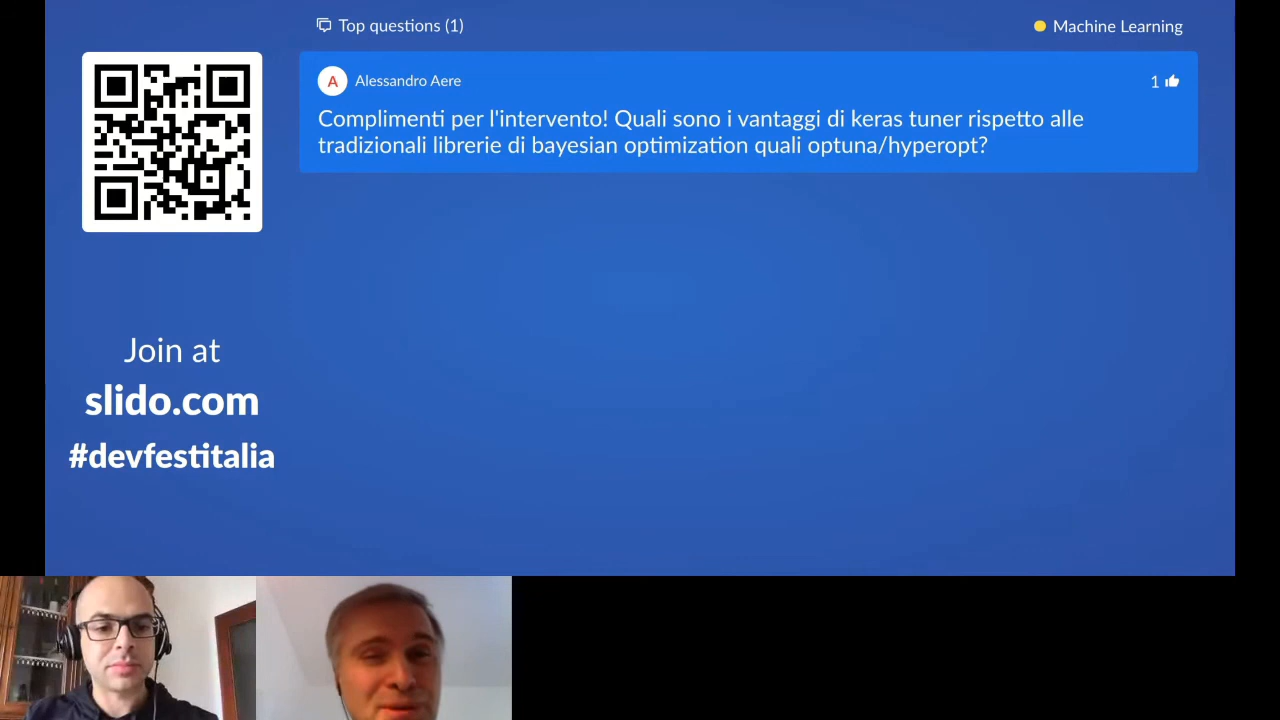 Top questions (1)
Machine Learning
A
Alessandro Aere
1
Complimenti per l'intervento! Quali sono i vantaggi di keras tuner rispetto alle
tradizionali librerie di bayesian optimization quali optuna/hyperopt?
Join at
slido.com
#devfestitalia